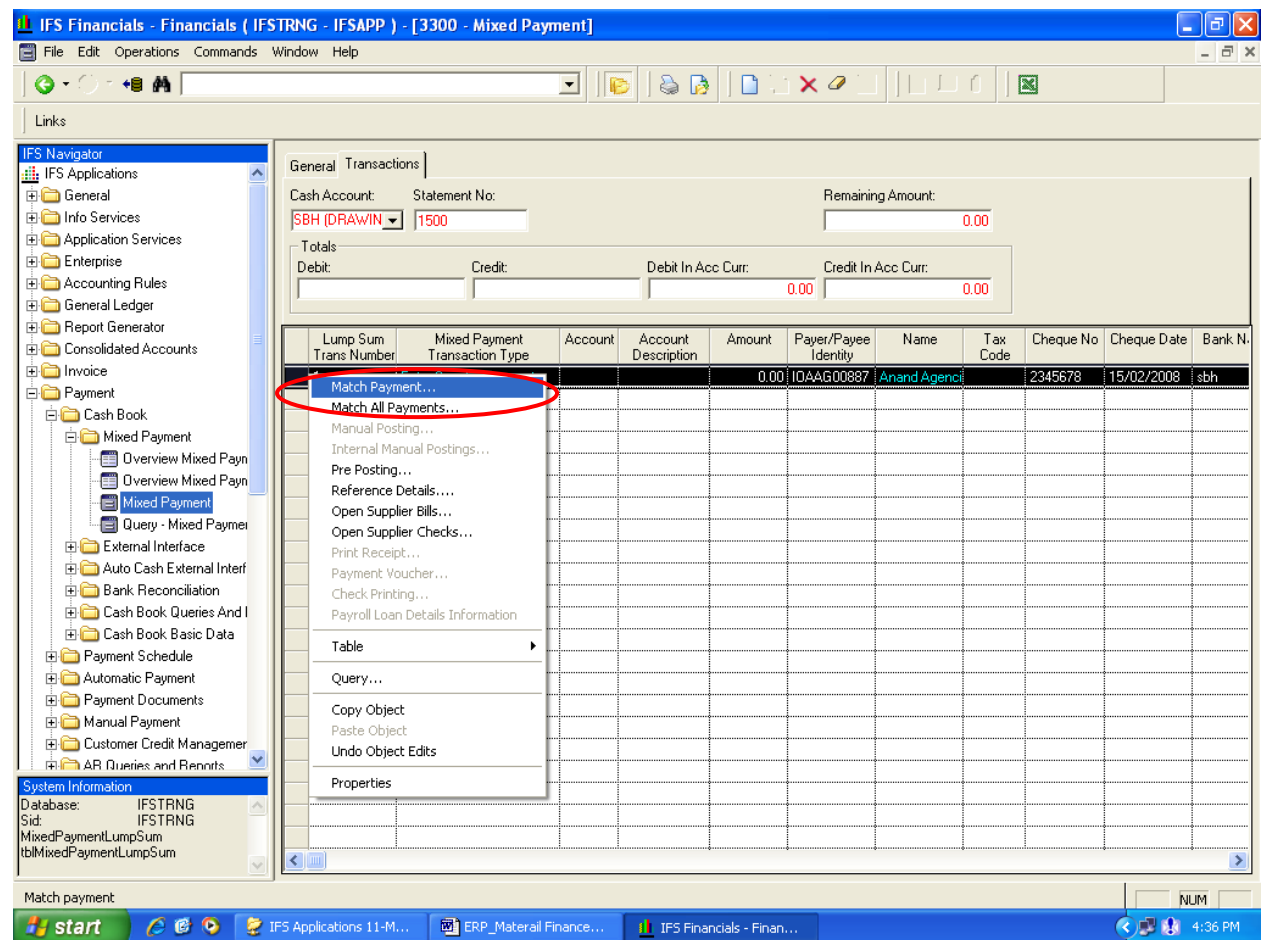 IFS Financials - Financials ( IFSTRNG - IFSAPP ) - [3300 - Mixed Payment]
File Edit Operations Commands Window Help
Links
IFS Navigator
IFS Applications
General
Info Services
Application Services
Enterprise
Accounting Rules
General Ledger
Report Generator
Consolidated Accounts
Invoice
Payment
Cash Book
Mixed Payment
Overview Mixed Payn
Overview Mixed Payn
Mixed Payment
Query - Mixed Paymer
External Interface
Auto Cash External Interf
Bank Reconciliation
Cash Book Queries And I
Cash Book Basic Data
Payment Schedule
Automatic Payment
Payment Documents
Manual Payment
Customer Credit Managemer
AR Queries and Reports
System Information
Database: IFSTRNG
Sid: IFSTRNG
MixedPaymentLumpSum
tblMixedPaymentLumpSum
General Transactions
Cash Account: Statement No: Remaining Amount:
SBH (DRAWIN 1500 0.00
Totals
Debit: Credit: Debit In Acc Curr: Credit In Acc Curr:
0.00 0.00
Lump Sum Trans Number Mixed Payment Transaction Type Account Account Description Amount Payer/Payee Identity Name Tax Code Cheque No Cheque Date Bank N
0.00 IOAAG00887 Anand Agenci 2345678 15/02/2008 sbh
Match Payment...
Match All Payments...
Manual Posting...
Internal Manual Postings...
Pre Posting...
Reference Details....
Open Supplier Bills...
Open Supplier Checks...
Print Receipt...
Payment Voucher...
Check Printing...
Payroll Loan Details Information
Table
Query...
Copy Object
Paste Object
Undo Object Edits
Properties
Match payment NUM
start IFS Applications 11-M... ERP_Materail Finance... IFS Financials - Finan... 4:36 PM